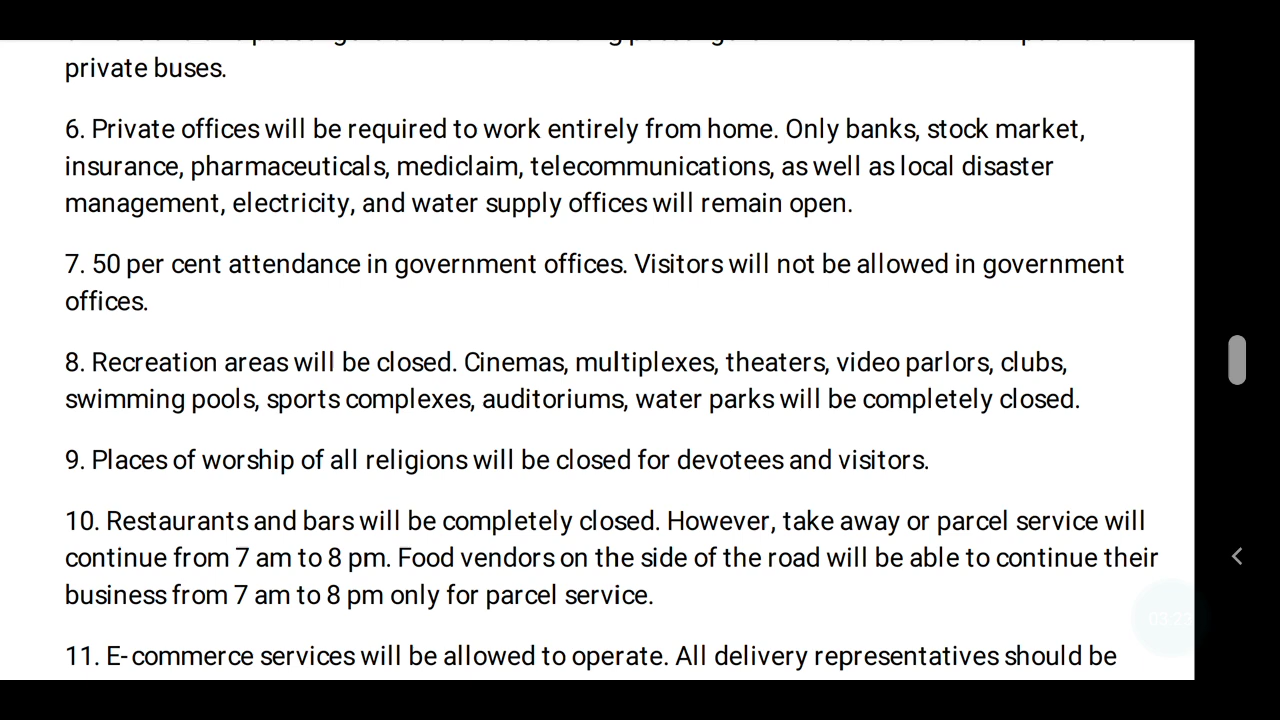 private buses.
6. Private offices will be required to work entirely from home. Only banks, stock market,
insurance, pharmaceuticals, mediclaim, telecommunications, as well as local disaster
management, electricity, and water supply offices will remain open.
7. 50 per cent attendance in government offices. Visitors will not be allowed in government
offices.
8. Recreation areas will be closed. Cinemas, multiplexes, theaters, video parlors, clubs,
swimming pools, sports complexes, auditoriums, water parks will be completely closed.
9. Places of worship of all religions will be closed for devotees and visitors.
10. Restaurants and bars will be completely closed. However, take away or parcel service will
continue from 7 am to 8 pm. Food vendors on the side of the road will be able to continue their
business from 7 am to 8 pm only for parcel service.
03:23
11. E-commerce services will be allowed to operate. All delivery representatives should be